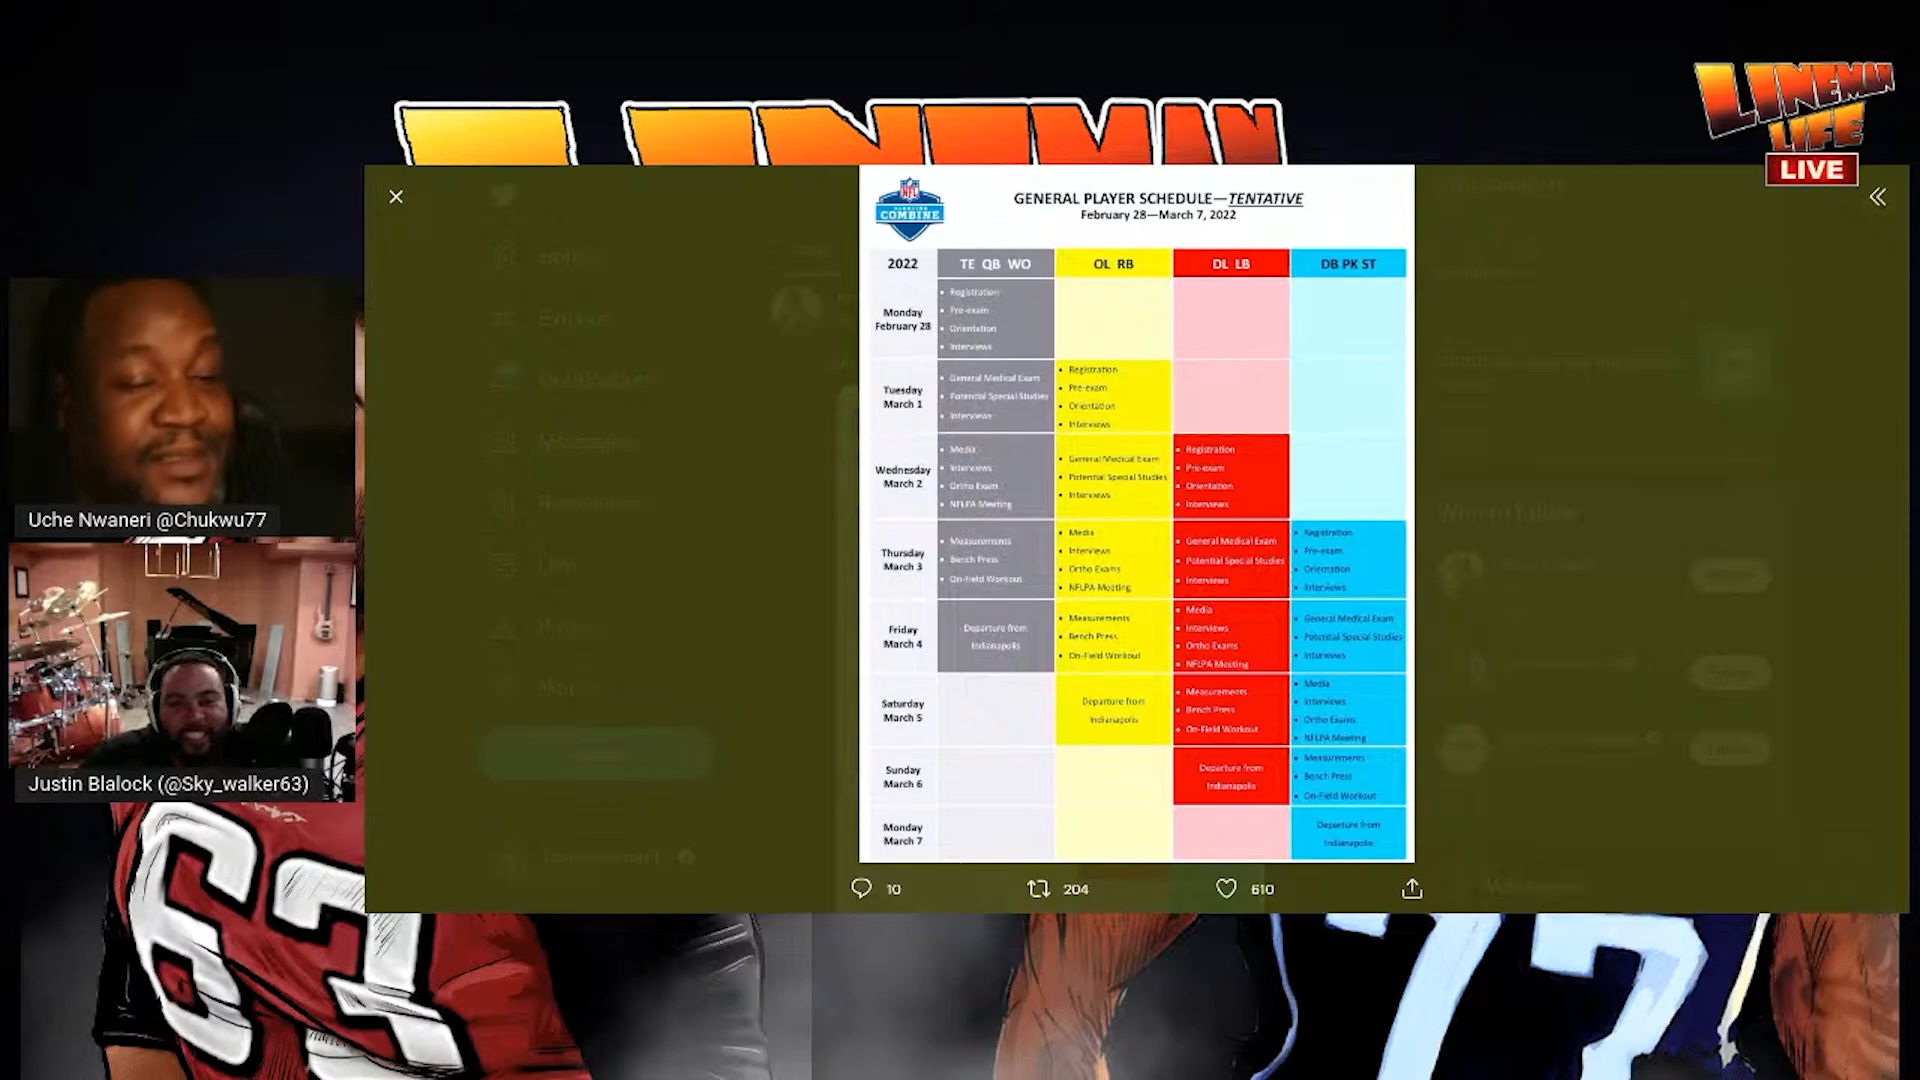 LINEMAN
LINEMAN
LIFE
LIVE
NFL
COMBINE
GENERAL PLAYER SCHEDULE—TENTATIVE
February 28—March 7, 2022
2022
TE QB WO
OL RB
DL LB
DB PK ST
Monday
February 28
• Registration
• Pre-exam
• Orientation
• Interviews
Tuesday
March 1
• General Medical Exam
• Potential Special Studies
• Interviews
• Registration
• Pre-exam
• Orientation
• Interviews
Wednesday
March 2
• Media
• Interviews
• Ortho Exam
• NFLPA Meeting
• General Medical Exam
• Potential Special Studies
• Interviews
• Registration
• Pre-exam
• Orientation
• Interviews
Thursday
March 3
• Measurements
• Bench Press
• On-Field Workout
• Media
• Interviews
• Ortho Exams
• NFLPA Meeting
• General Medical Exam
• Potential Special Studies
• Interviews
• Registration
• Pre-exam
• Orientation
• Interviews
Friday
March 4
Departure from
Indianapolis
• Measurements
• Bench Press
• On-Field Workout
• Media
• Interviews
• Ortho Exams
• NFLPA Meeting
• General Medical Exam
• Potential Special Studies
• Interviews
Saturday
March 5
Departure from
Indianapolis
• Measurements
• Bench Press
• On-Field Workout
• Media
• Interviews
• Ortho Exams
• NFLPA Meeting
Sunday
March 6
Departure from
Indianapolis
• Measurements
• Bench Press
• On-Field Workout
Monday
March 7
Departure from
Indianapolis
10
204
610
Uche Nwaneri @Chukwu77
Justin Blalock (@Sky_walker63)
63
77